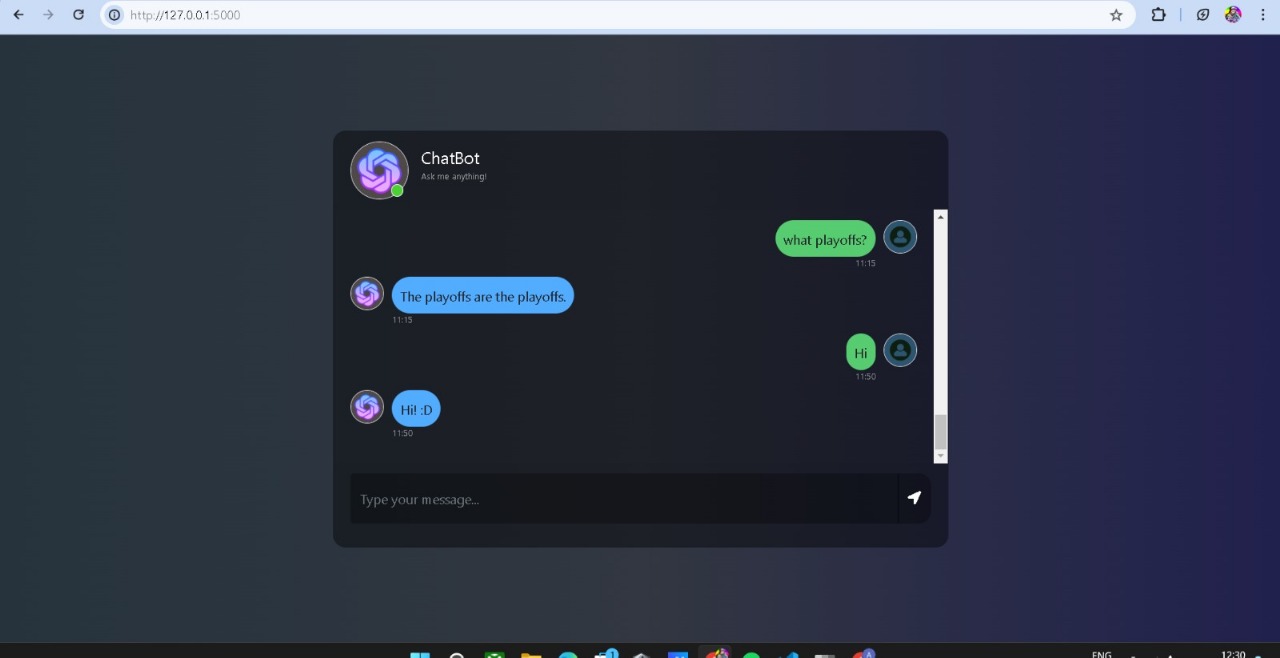 http://127.0.0.1:5000
ChatBot
Ask me anything!
what playoffs?
11:15
The playoffs are the playoffs.
11:15
Hi
11:50
Hi! :D
11:50
Type your message...
1
A
ENG
12:30